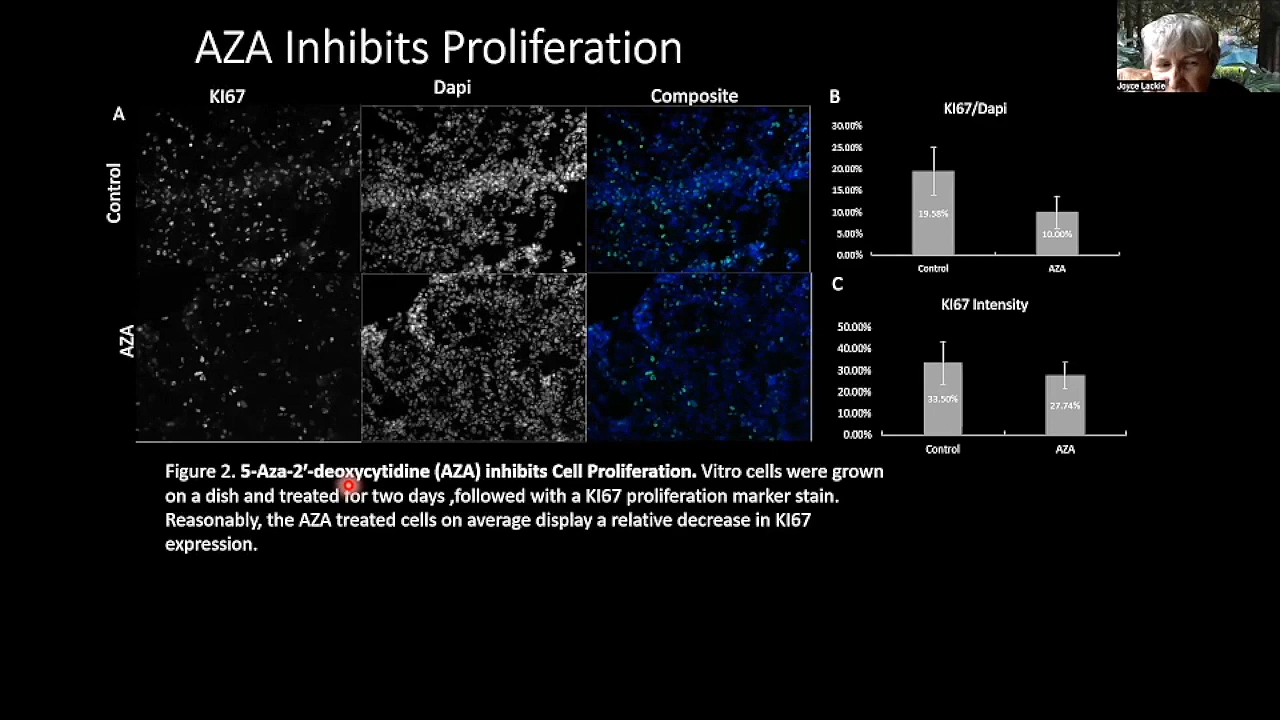 AZA Inhibits Proliferation
Joyce Lackie
KI67
Dapi
Composite
A
Control
AZA
B
KI67/Dapi
30.00%
25.00%
20.00%
15.00%
10.00%
5.00%
0.00%
19.58%
10.00%
Control
AZA
C
KI67 Intensity
50.00%
40.00%
30.00%
20.00%
10.00%
0.00%
33.50%
27.74%
Control
AZA
Figure 2. 5-Aza-2′-deoxycytidine (AZA) inhibits Cell Proliferation. Vitro cells were grown
on a dish and treated for two days ,followed with a KI67 proliferation marker stain.
Reasonably, the AZA treated cells on average display a relative decrease in KI67
expression.